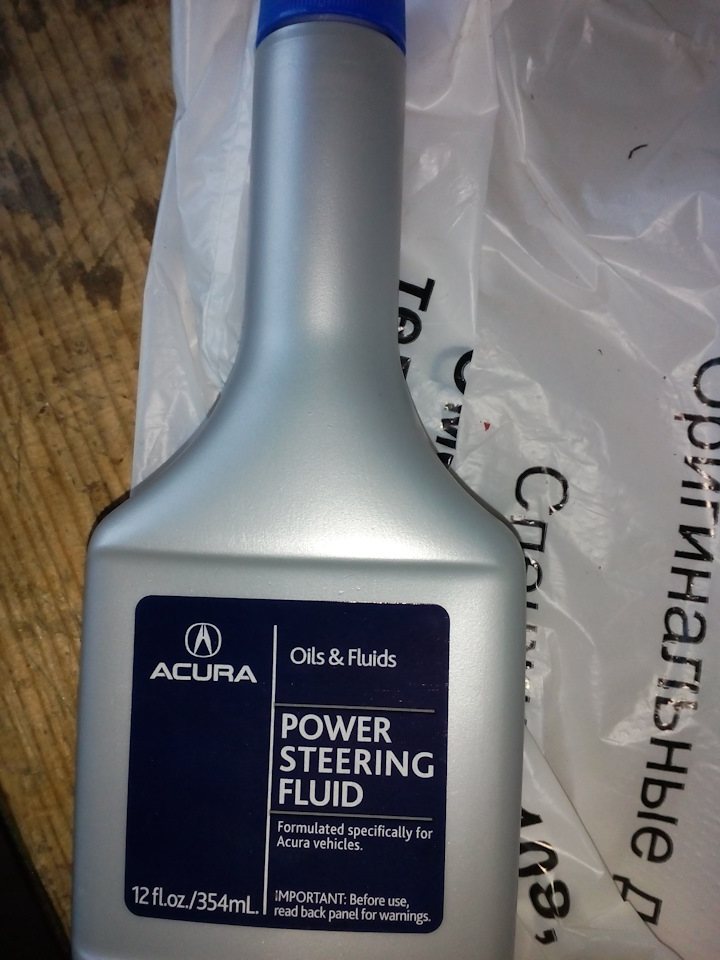 ACURA
Oils & Fluids
POWER
STEERING
FLUID
Formulated specifically for
Acura vehicles.
12 fl.oz./354mL.
IMPORTANT: Before use,
read back panel for warnings.
Оригинальные д